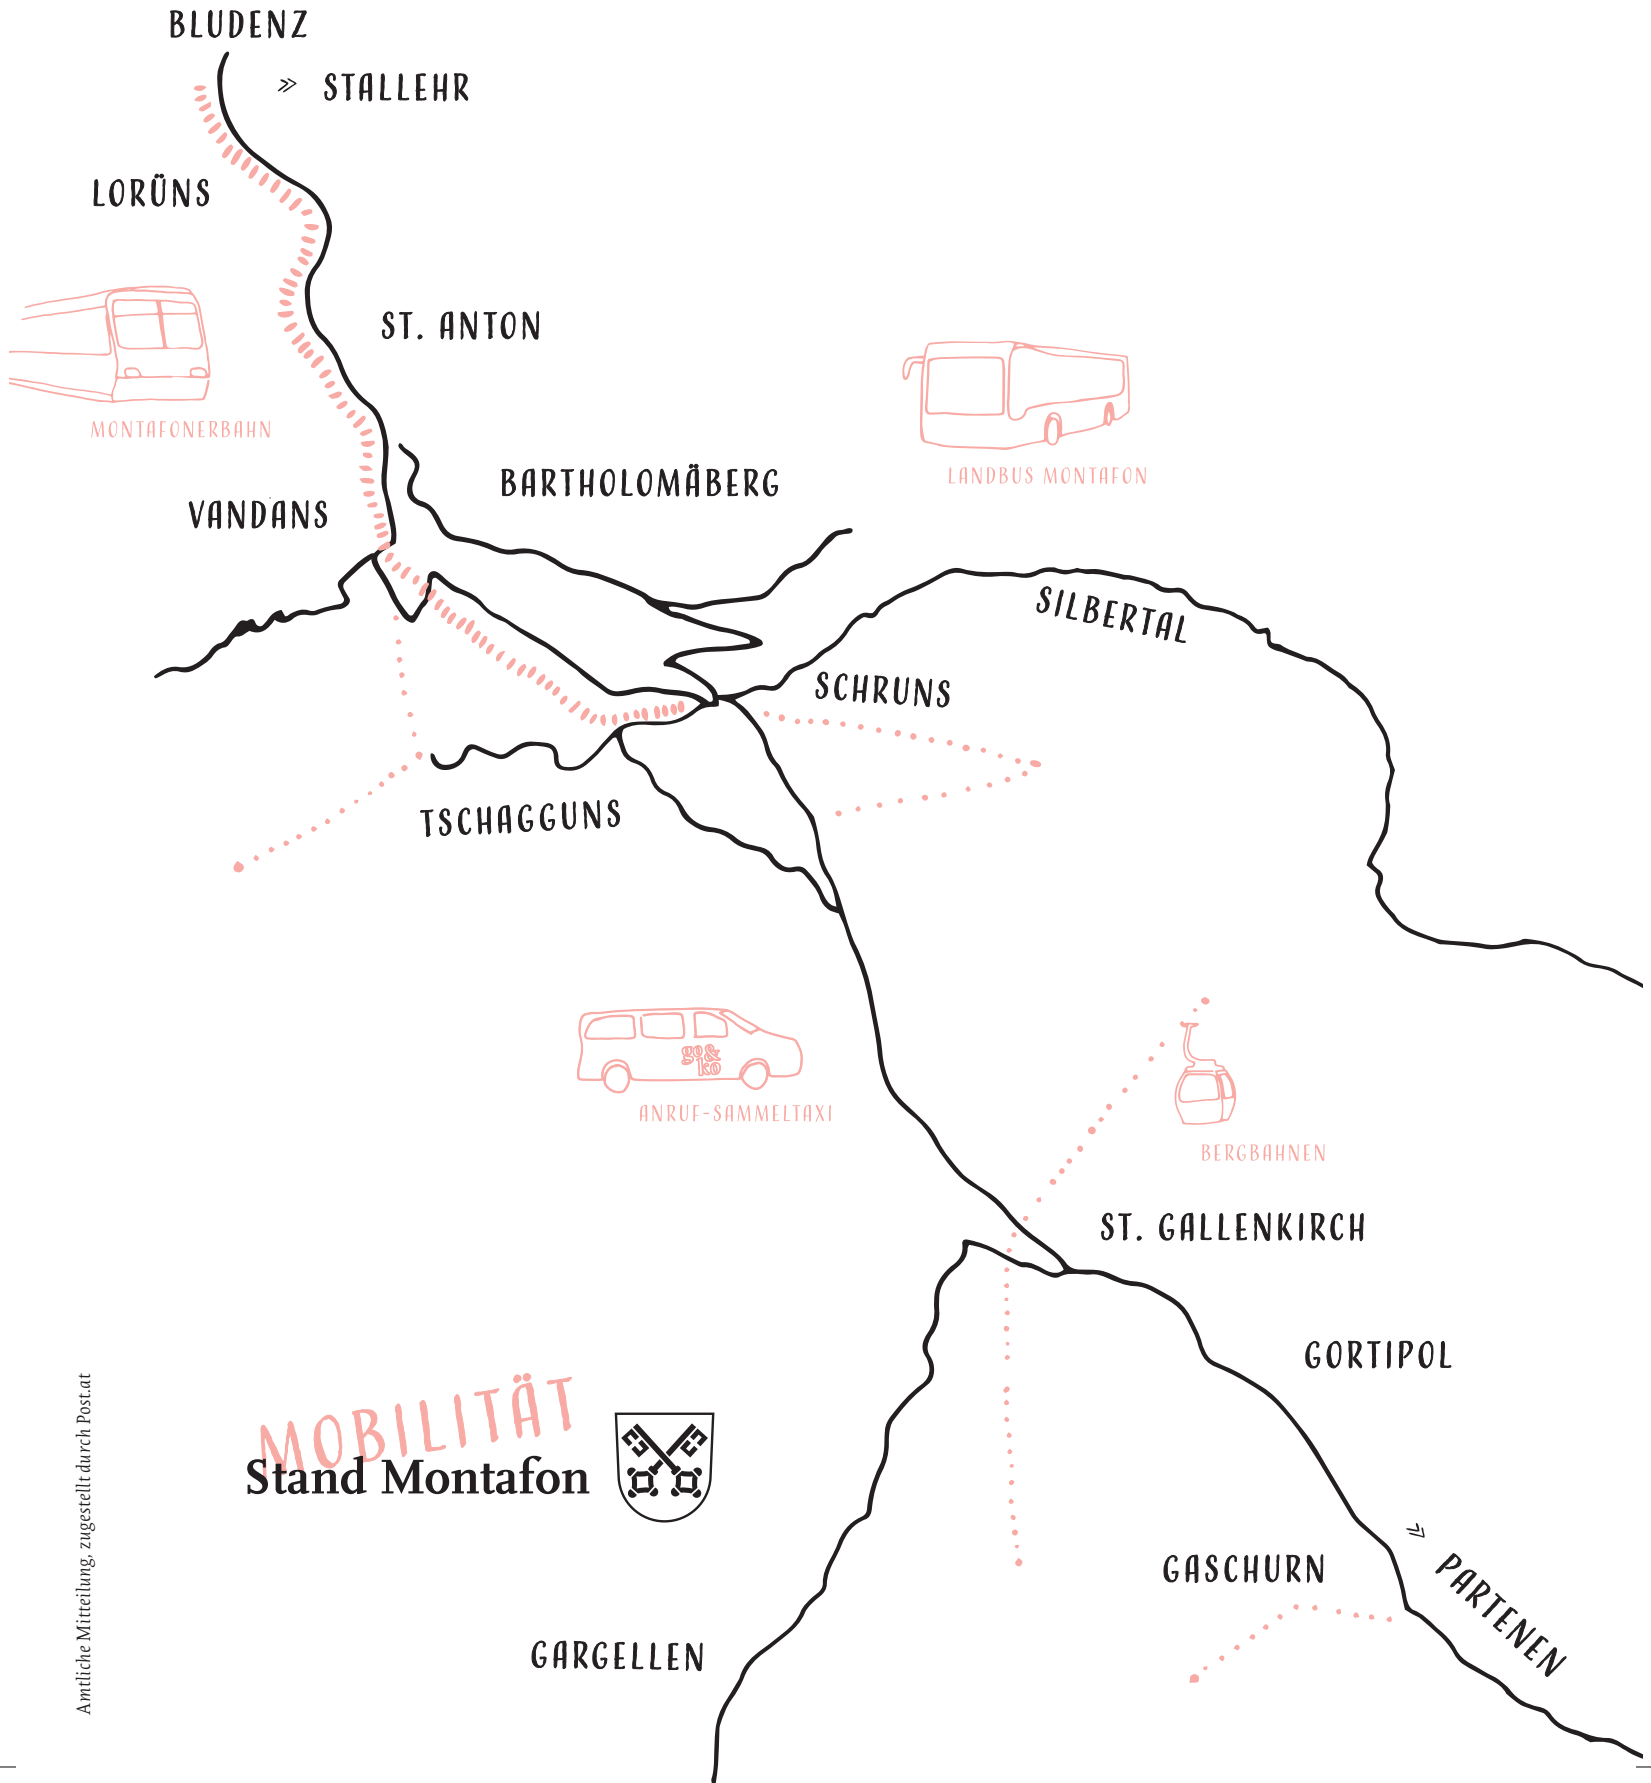 BLUDENZ
» STALLEHR
LORÜNS
ST. ANTON
MONTAFONERBAHN
LANDBUS MONTAFON
BARTHOLOMÄBERG
VANDANS
SILBERTAL
SCHRUNS
TSCHAGGUNS
go&
ko
ANRUF-SAMMELTAXI
BERGBAHNEN
ST. GALLENKIRCH
GORTIPOL
MOBILITÄT
Stand Montafon
» PARTENEN
GASCHURN
GARGELLEN
Amtliche Mitteilung, zugestellt durch Post.at